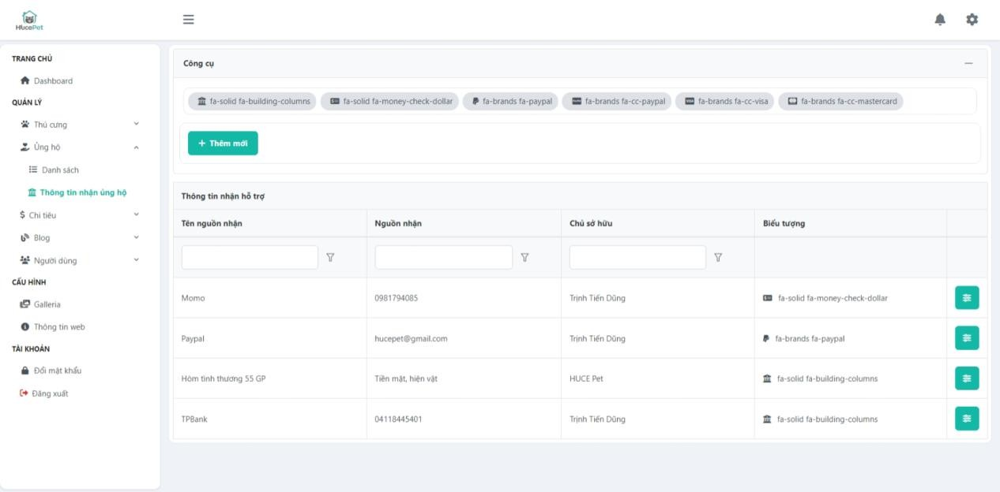 HucePet
TRANG CHỦ
Dashboard
QUẢN LÝ
Thú cưng
Ủng hộ
Danh sách
Thông tin nhận ủng hộ
Chi tiêu
Blog
Người dùng
CẤU HÌNH
Galleria
Thông tin web
TÀI KHOẢN
Đổi mật khẩu
Đăng xuất
Công cụ
fa-solid fa-building-columns fa-solid fa-money-check-dollar fa-brands fa-paypal fa-brands fa-cc-paypal fa-brands fa-cc-visa fa-brands fa-cc-mastercard
+ Thêm mới
Thông tin nhận hỗ trợ
Tên nguồn nhận Nguồn nhận Chủ sở hữu Biểu tượng
Momo 0981794085 Trịnh Tiến Dũng fa-solid fa-money-check-dollar
Paypal hucepet@gmail.com Trịnh Tiến Dũng fa-brands fa-paypal
Hòm tình thương 55 GP Tiền mặt, hiện vật HUCE Pet fa-solid fa-building-columns
TPBank 04118445401 Trịnh Tiến Dũng fa-solid fa-building-columns